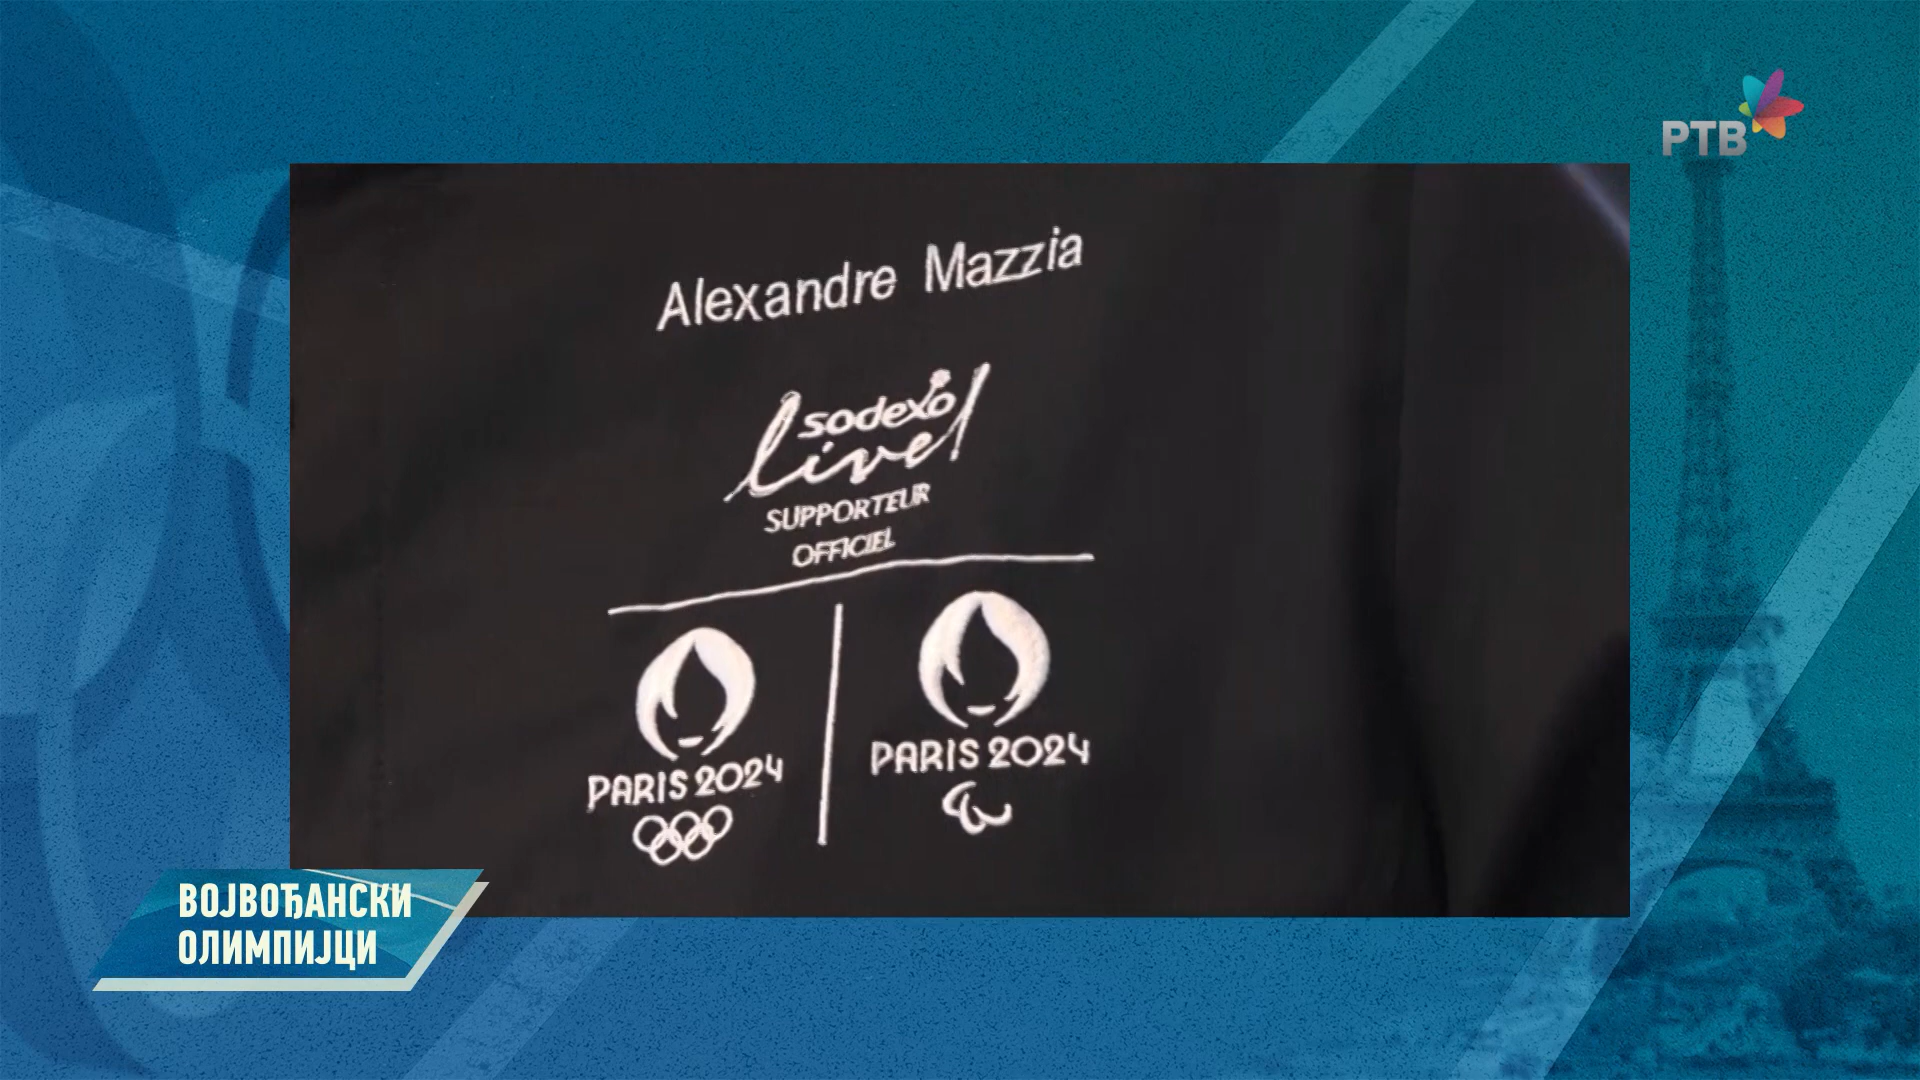 РТВ
Alexandre Mazzia
sodexo
live!
SUPPORTEUR
OFFICIEL
PARIS 2024
PARIS 2024
ВОЈВОЂАНСКИ
ОЛИМПИЈЦИ